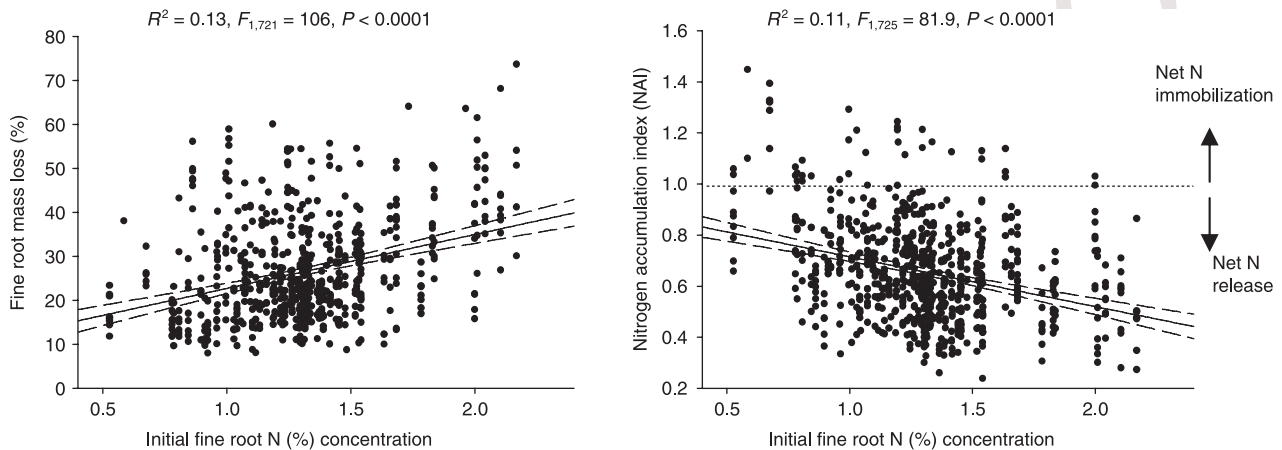 R² = 0.13, F1,721 = 106, P < 0.0001
80
70
60
50
40
30
20
10
0
Fine root mass loss (%)
0.5 1.0 1.5 2.0
Initial fine root N (%) concentration
R² = 0.11, F1,725 = 81.9, P < 0.0001
1.6
1.4
1.2
1.0
0.8
0.6
0.4
0.2
Nitrogen accumulation index (NAI)
0.5 1.0 1.5 2.0
Initial fine root N (%) concentration
Net N
immobilization
Net N
release